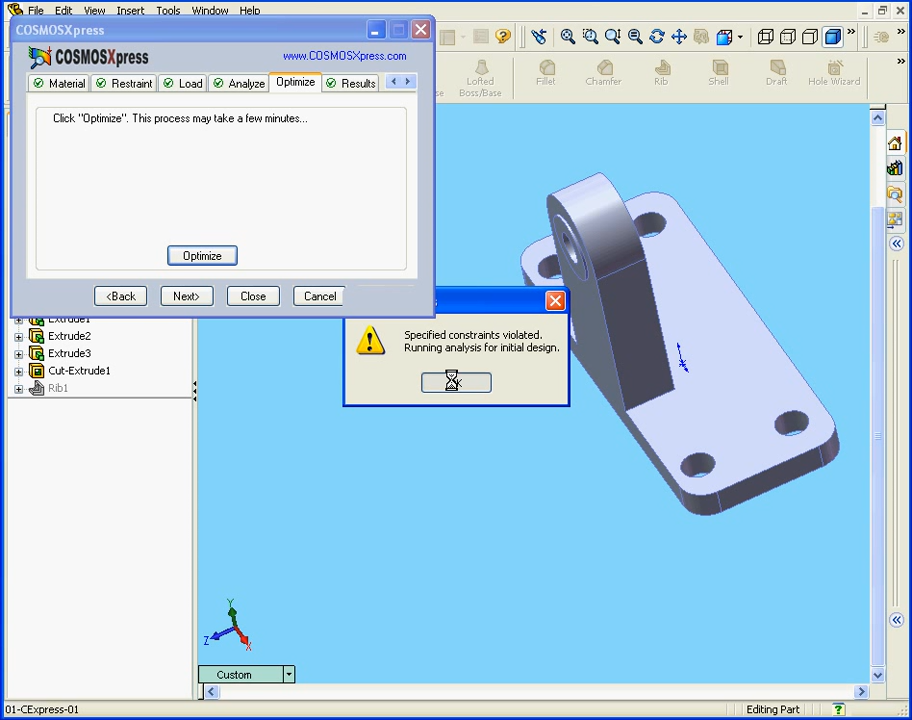 File Edit View Insert Tools Window Help
COSMOSXpress
COSMOSXpress
www.COSMOSXpress.com
Material Restraint Load Analyze Optimize Results
Click "Optimize". This process may take a few minutes...
Optimize
<Back Next> Close Cancel
Lofted Boss/Base
Fillet Chamfer Rib Shell Draft Hole Wizard
Specified constraints violated.
Running analysis for initial design.
Extrude1
Extrude2
Extrude3
Cut-Extrude1
Rib1
Y
Z
X
Custom
01-CExpress-01
Editing Part